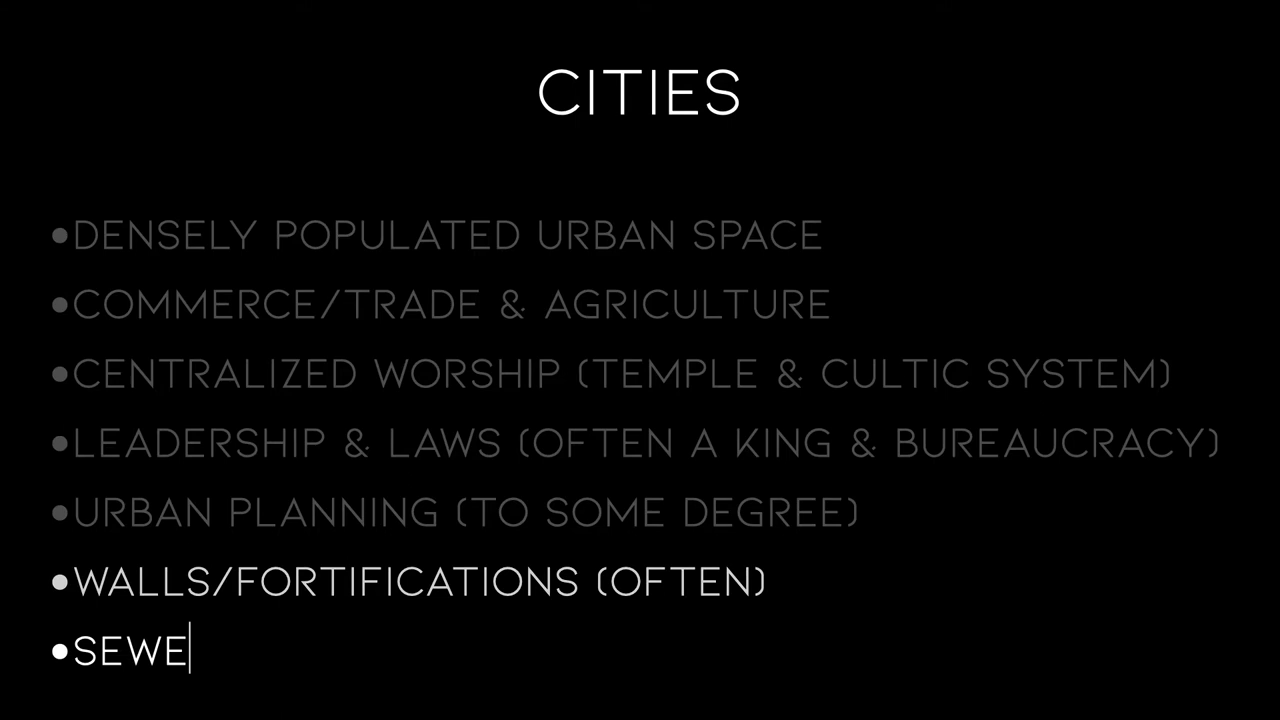 CITIES
•DENSELY POPULATED URBAN SPACE
•COMMERCE/TRADE & AGRICULTURE
•CENTRALIZED WORSHIP (TEMPLE & CULTIC SYSTEM)
•LEADERSHIP & LAWS (OFTEN A KING & BUREAUCRACY)
•URBAN PLANNING (TO SOME DEGREE)
•WALLS/FORTIFICATIONS (OFTEN)
•SEWE